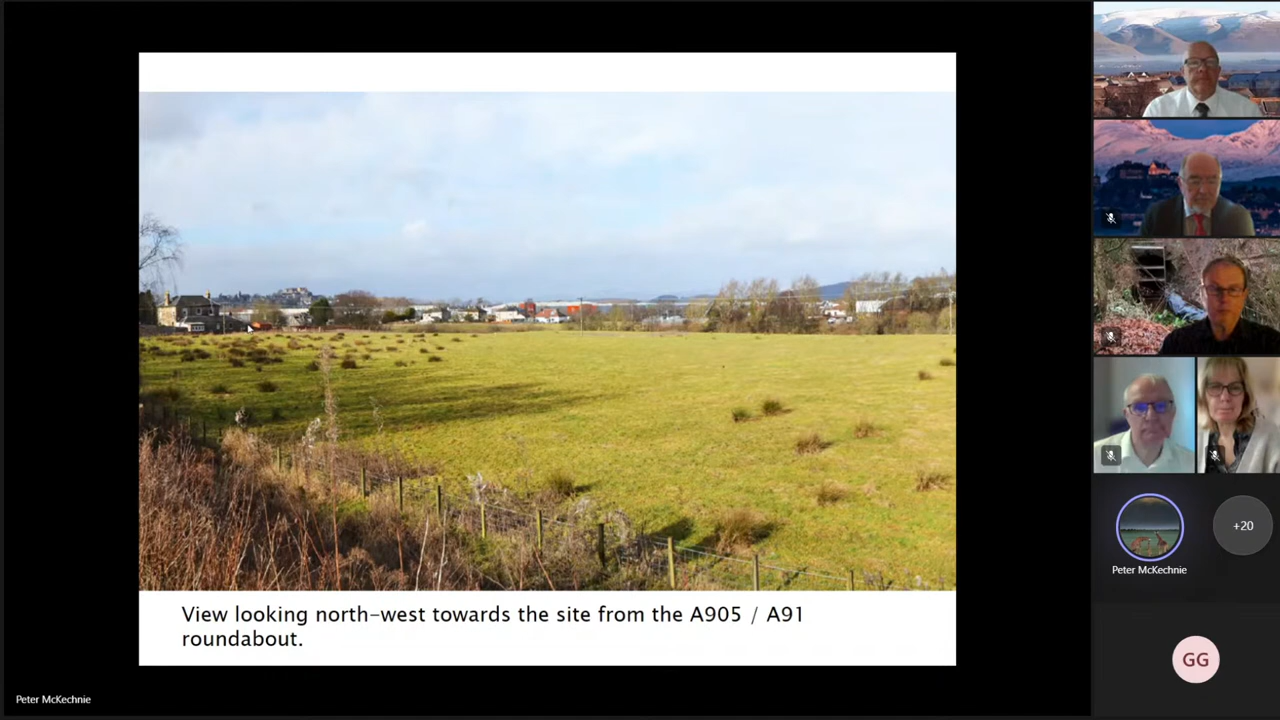 View looking north-west towards the site from the A905 / A91
roundabout.
Peter McKechnie
+20
Peter McKechnie
GG